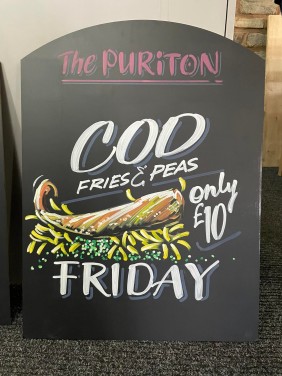 The PURiTON
COD
FRIES & PEAS
only
£10
FRIDAY